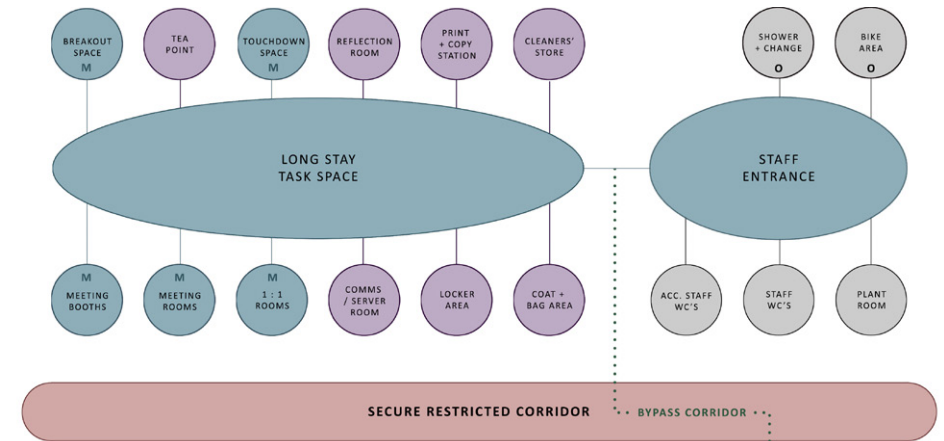 BREAKOUT
SPACE
M
TEA
POINT
TOUCHDOWN
SPACE
M
REFLECTION
ROOM
PRINT
+ COPY
STATION
CLEANERS'
STORE
SHOWER
+ CHANGE
O
BIKE
AREA
O
LONG STAY
TASK SPACE
STAFF
ENTRANCE
M
MEETING
BOOTHS
M
MEETING
ROOMS
M
1 : 1
ROOMS
COMMS
/ SERVER
ROOM
LOCKER
AREA
COAT +
BAG AREA
ACC. STAFF
WC'S
STAFF
WC'S
PLANT
ROOM
SECURE RESTRICTED CORRIDOR
BYPASS CORRIDOR